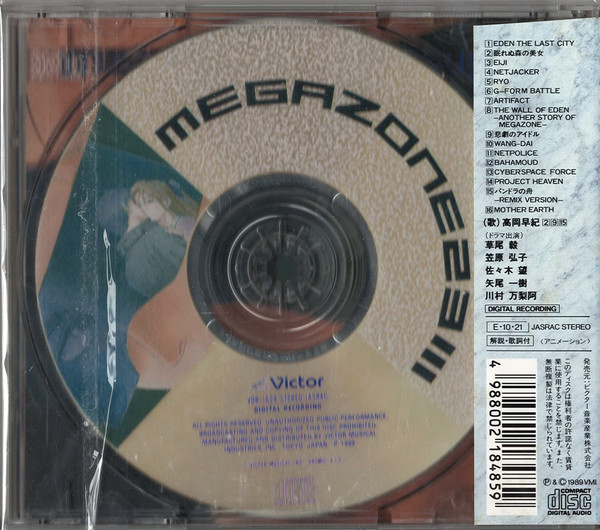 MEGAZONE23 III
Victor
STEREO JASRAC
DIGITAL RECORDING
ALL RIGHTS RESERVED. UNAUTHORIZED PUBLIC PERFORMANCE,
BROADCASTING AND COPYING OF THIS DISC PROHIBITED.
MANUFACTURED AND DISTRIBUTED BY VICTOR MUSICAL
INDUSTRIES, INC. TOKYO, JAPAN. ℗ 1989
1 EDEN THE LAST CITY
2 眠れぬ森の美女
3 EIJI
4 NETJACKER
5 RYO
6 G-FORM BATTLE
7 ARTIFACT
8 THE WALL OF EDEN
—ANOTHER STORY OF
MEGAZONE—
9 悲劇のアイドル
10 WANG-DAI
11 NETPOLICE
12 BAHAMOUD
13 CYBERSPACE FORCE
14 PROJECT HEAVEN
15 パンドラの舟
—REMIX VERSION—
16 MOTHER EARTH
(歌)高岡早紀 2 9 15
(ドラマ出演)
草尾 毅
笠原 弘子
佐々木 望
矢尾 一樹
川村 万梨阿
DIGITAL RECORDING
E・10・21 JASRAC STEREO
解説・歌詞付 (アニメーション)
発売元:ビクター音楽産業株式会社
このディスクは権利者の許諾なく賃貸
業に使用することを禁じます。また、
無断複製は法律で禁じられています。
4988002184859
℗ & © 1989 VMI
COMPACT
disc
DIGITAL AUDIO